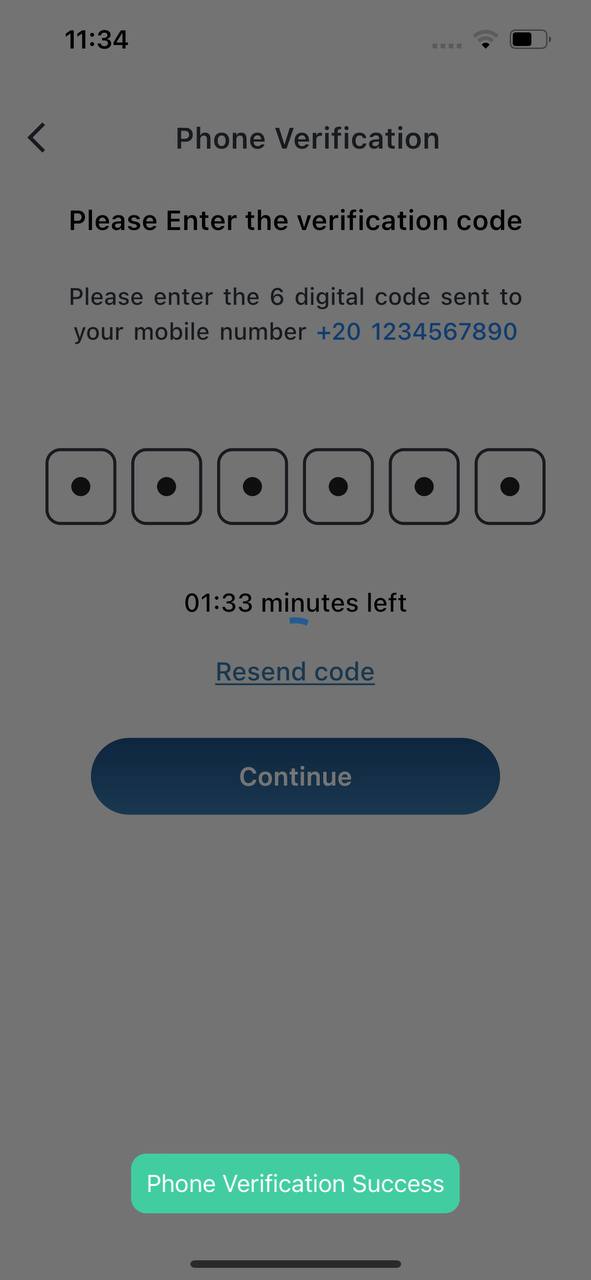 11:34
Phone Verification
Please Enter the verification code
Please enter the 6 digital code sent to
your mobile number +20 1234567890
01:33 minutes left
Resend code
Continue
Phone Verification Success